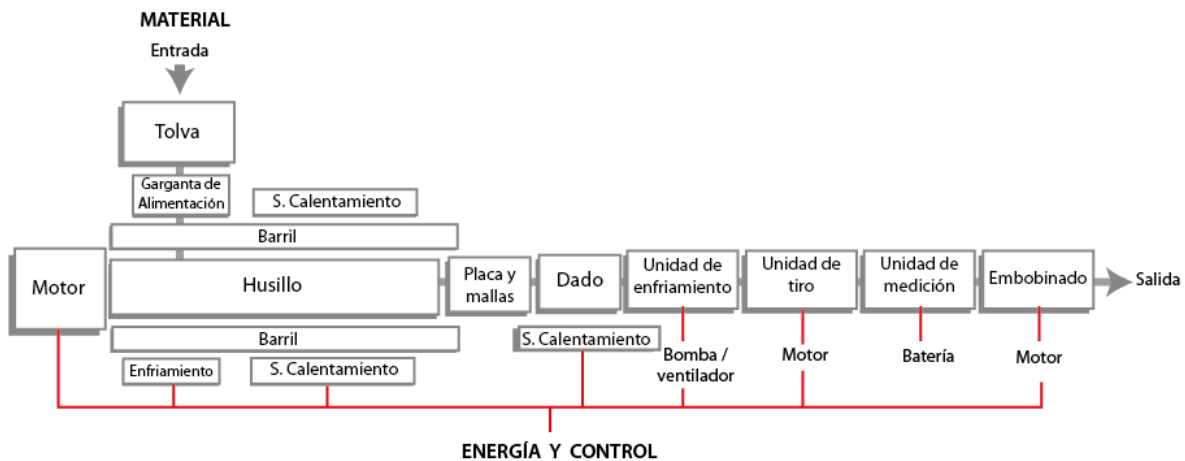 MATERIAL
Entrada
Tolva
Garganta de
Alimentación
S. Calentamiento
Barril
Motor
Husillo
Placa y
mallas
Dado
Unidad de
enfriamiento
Unidad de
tiro
Unidad de
medición
Embobinado
Salida
Barril
S. Calentamiento
Enfriamiento
S. Calentamiento
Bomba /
ventilador
Motor
Batería
Motor
ENERGÍA Y CONTROL